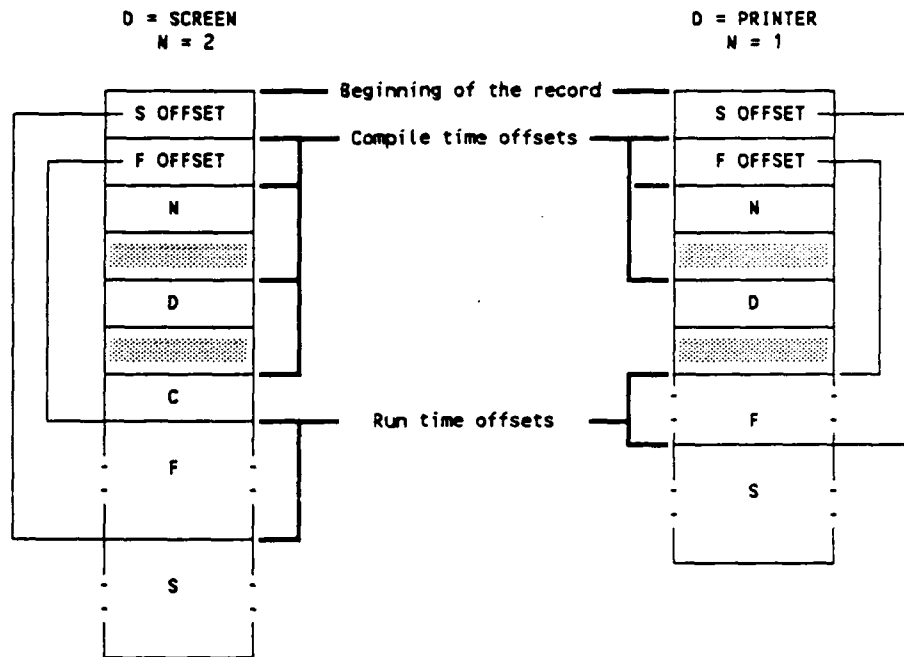 D = SCREEN
N = 2
D = PRINTER
N = 1
Beginning of the record
S OFFSET
S OFFSET
Compile time offsets
F OFFSET
F OFFSET
N
N
D
D
C
Run time offsets
F
F
S
S